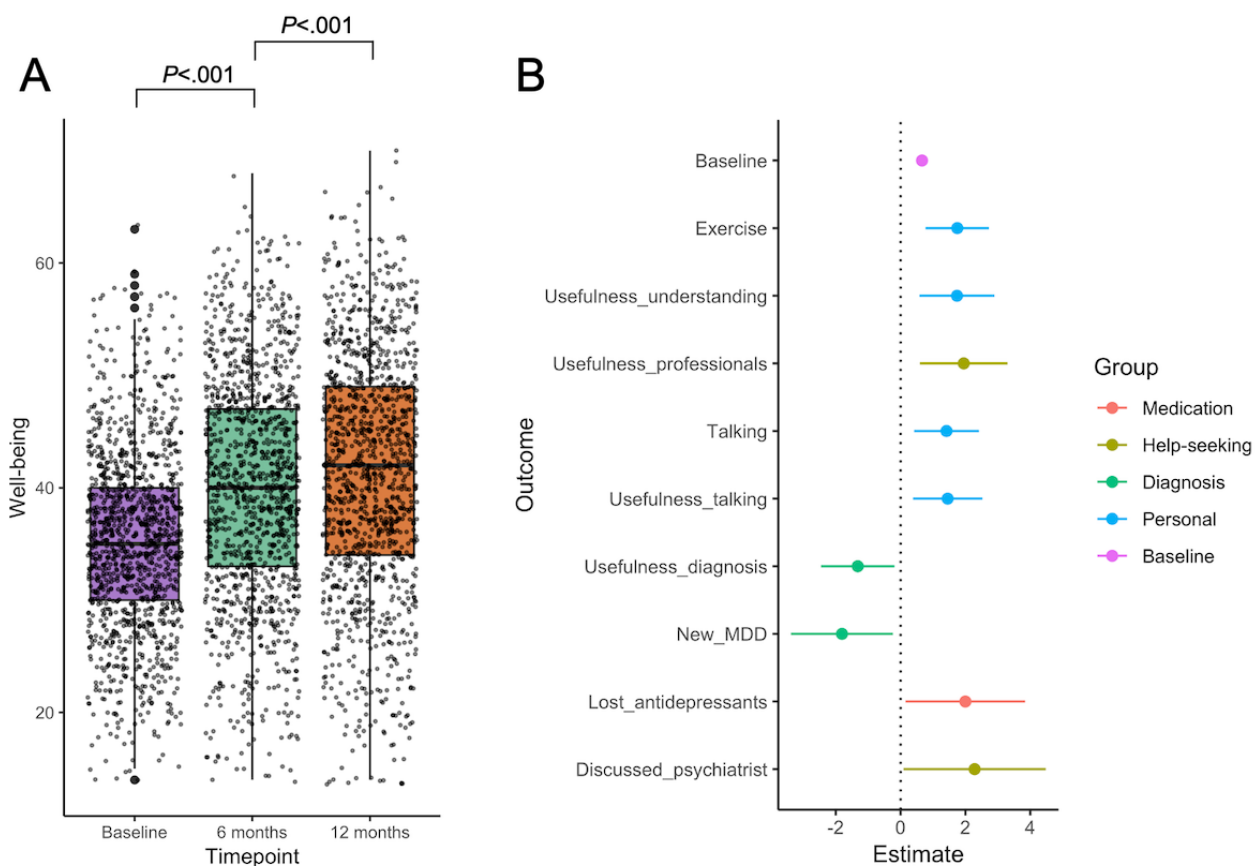 A
P<.001
P<.001
Well-being
60
40
20
Baseline
6 months
12 months
Timepoint
B
Outcome
Baseline
Exercise
Usefulness_understanding
Usefulness_professionals
Talking
Usefulness_talking
Usefulness_diagnosis
New_MDD
Lost_antidepressants
Discussed_psychiatrist
-2
0
2
4
Estimate
Group
Medication
Help-seeking
Diagnosis
Personal
Baseline